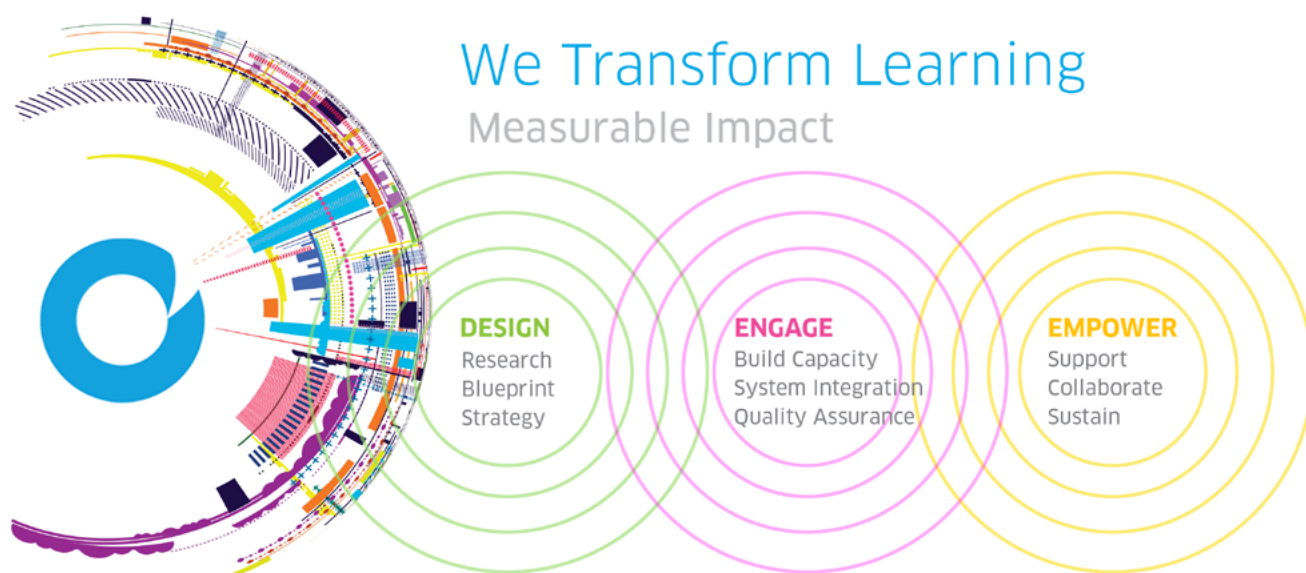 We Transform Learning
Measurable Impact
DESIGN
Research
Blueprint
Strategy
ENGAGE
Build Capacity
System Integration
Quality Assurance
EMPOWER
Support
Collaborate
Sustain